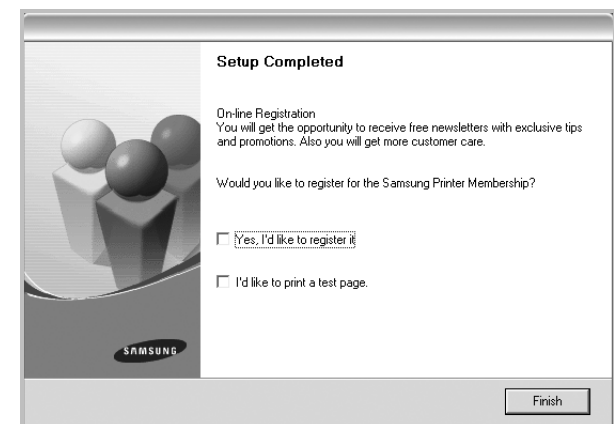 Setup Completed
On-line Registration
You will get the opportunity to receive free newsletters with exclusive tips
and promotions. Also you will get more customer care.
Would you like to register for the Samsung Printer Membership?
Yes, I'd like to register it
I'd like to print a test page.
SAMSUNG
Finish